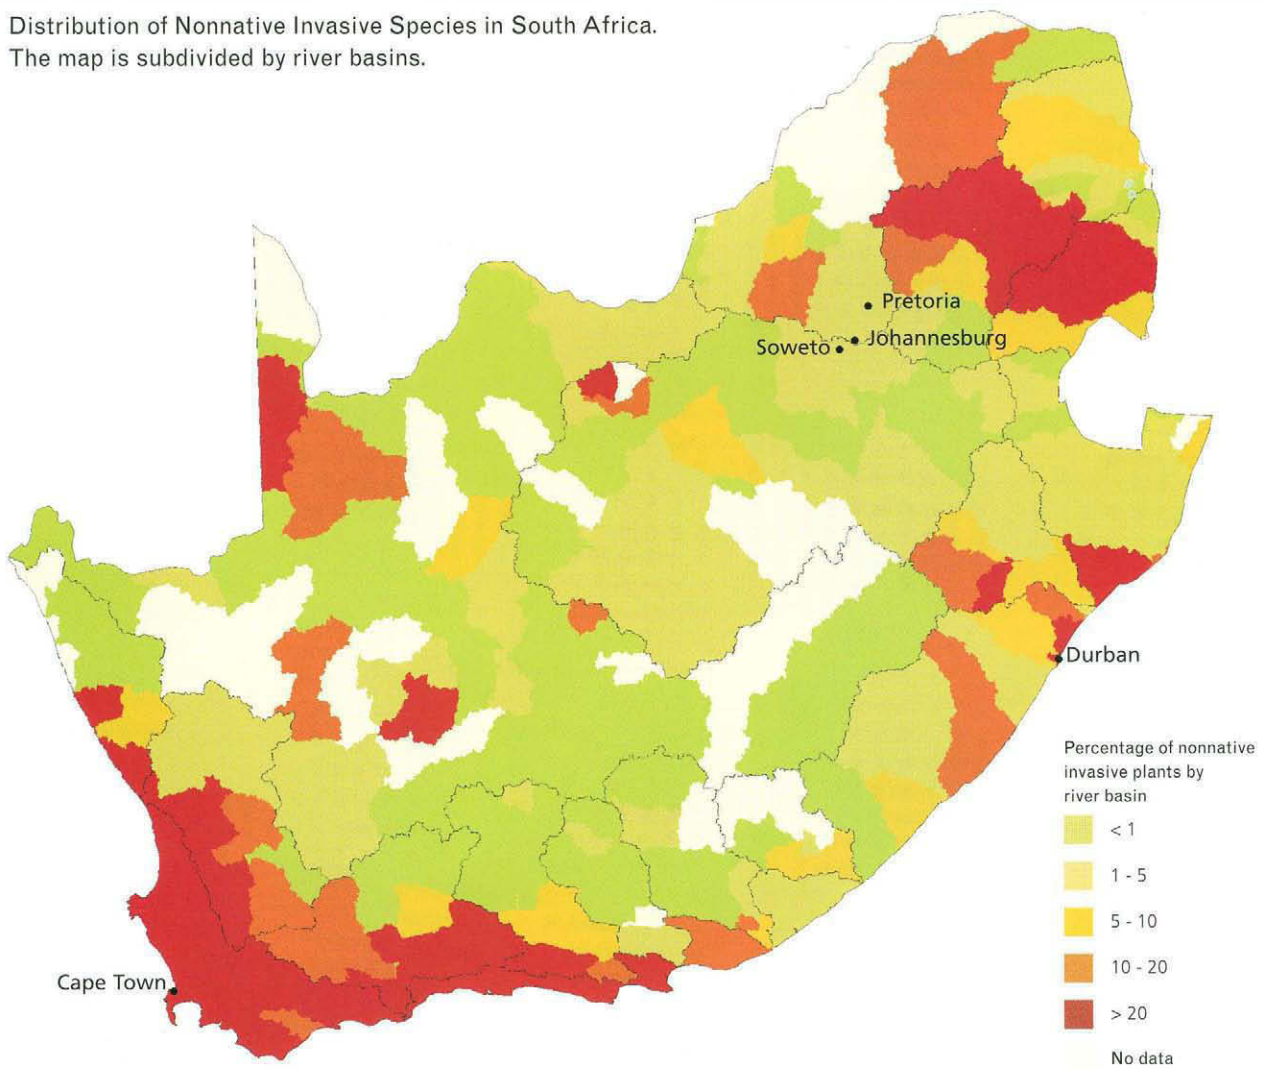 Distribution of Nonnative Invasive Species in South Africa.
The map is subdivided by river basins.
Pretoria
Johannesburg
Soweto
Durban
Cape Town
Percentage of nonnative
invasive plants by
river basin
< 1
1 - 5
5 - 10
10 - 20
> 20
No data